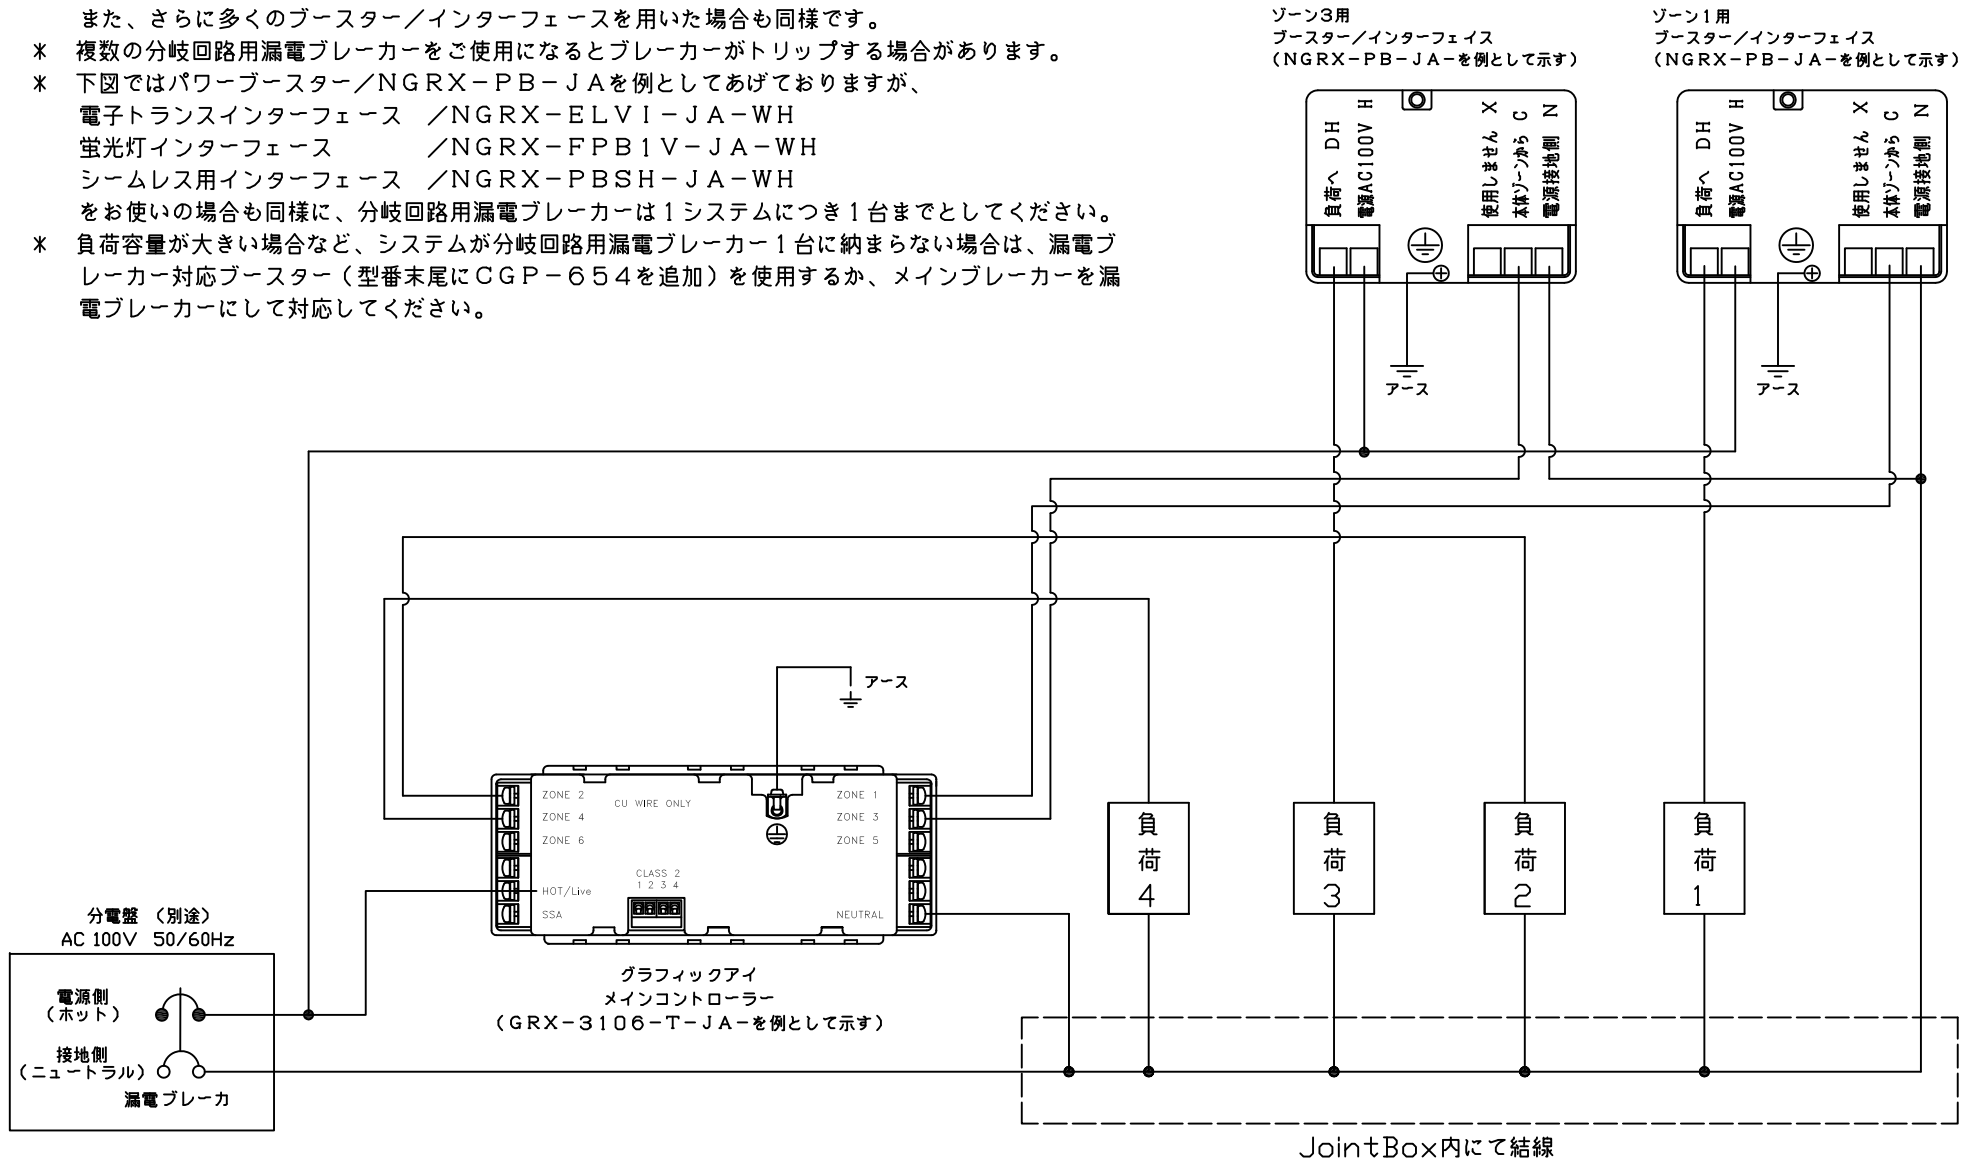 また、さらに多くのブースター／インターフェースを用いた場合も同様です。
＊ 複数の分岐回路用漏電ブレーカーをご使用になるとブレーカーがトリップする場合があります。
＊ 下図ではパワーブースター／NGRX－PB－JAを例としてあげておりますが、
電子トランスインターフェース ／NGRX－ELVI－JA－WH
蛍光灯インターフェース ／NGRX－FPB1V－JA－WH
シームレス用インターフェース ／NGRX－PBSH－JA－WH
をお使いの場合も同様に、分岐回路用漏電ブレーカーは1システムにつき1台までとしてください。
＊ 負荷容量が大きい場合など、システムが分岐回路用漏電ブレーカー1台に納まらない場合は、漏電ブ
レーカー対応ブースター（型番末尾にCGP－654を追加）を使用するか、メインブレーカーを漏
電ブレーカーにして対応してください。
ゾーン3用
ブースター／インターフェイス
（NGRX－PB－JA－を例として示す）
負荷へ DH
電源AC100V H
使用しません X
本体ゾーンから C
電源接地側 N
アース
ゾーン1用
ブースター／インターフェイス
（NGRX－PB－JA－を例として示す）
負荷へ DH
電源AC100V H
使用しません X
本体ゾーンから C
電源接地側 N
アース
アース
ZONE 2
ZONE 4
ZONE 6
CU WIRE ONLY
ZONE 1
ZONE 3
ZONE 5
CLASS 2
1 2 3 4
HOT/Live
SSA
NEUTRAL
グラフィックアイ
メインコントローラー
（GRX－3106－T－JA－を例として示す）
負荷4
負荷3
負荷2
負荷1
分電盤 （別途）
AC 100V 50/60Hz
電源側
（ホット）
接地側
（ニュートラル）
漏電ブレーカ
JointBox内にて結線